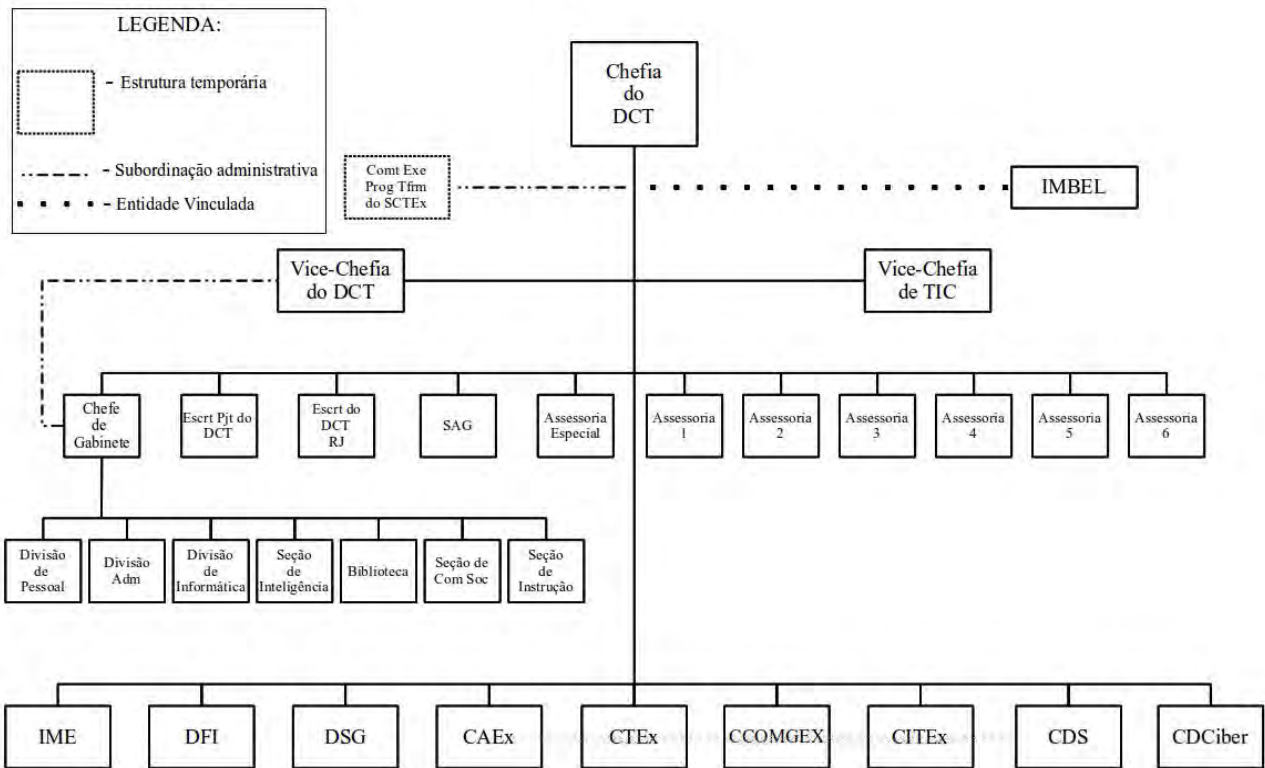 LEGENDA:
- Estrutura temporária
- Subordinação administrativa
- Entidade Vinculada
Chefia
do
DCT
Comt Exe
Prog Tfrm
do SCTEx
IMBEL
Vice-Chefia
do DCT
Vice-Chefia
de TIC
Chefe
de
Gabinete
Escrt Pjt do
DCT
Escrt do
DCT
RJ
SAG
Assessoria
Especial
Assessoria
1
Assessoria
2
Assessoria
3
Assessoria
4
Assessoria
5
Assessoria
6
Divisão
de
Pessoal
Divisão
Adm
Divisão
de
Informática
Seção
de
Inteligência
Biblioteca
Seção de
Com Soc
Seção
de
Instrução
IME
DFI
DSG
CAEx
CTEx
CCOMGEX
CITEx
CDS
CDCiber